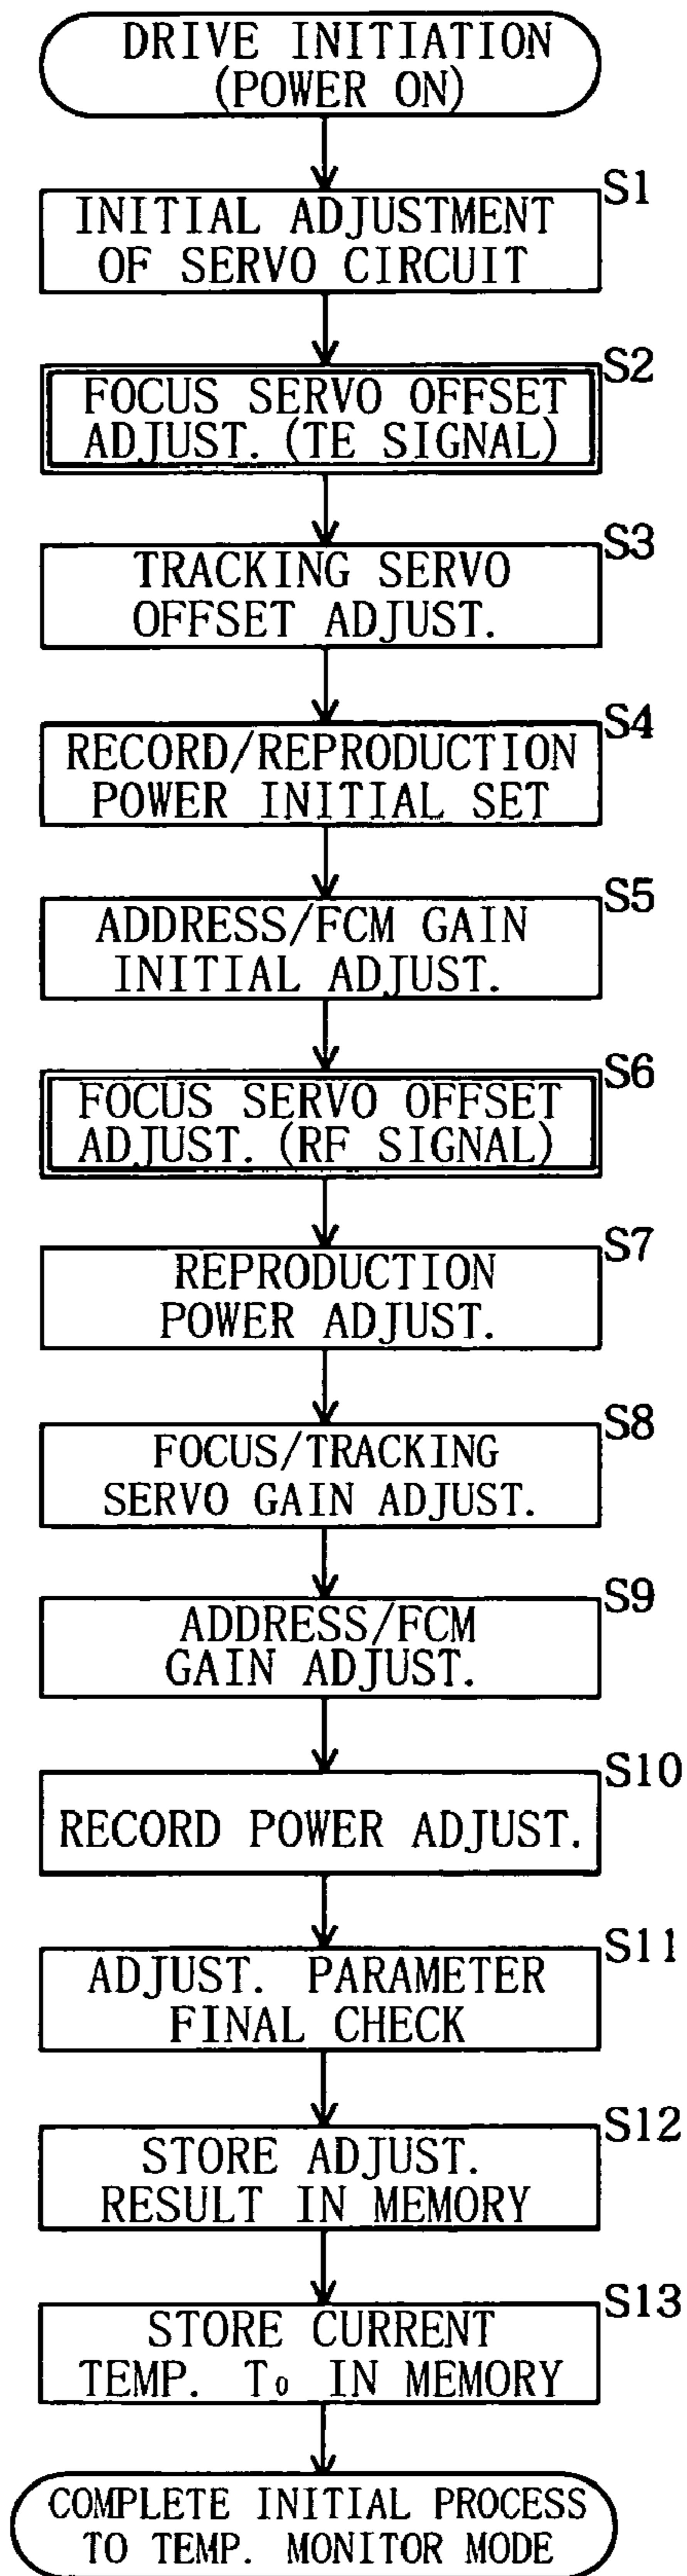 DRIVE INITIATION
(POWER ON)
S1
INITIAL ADJUSTMENT
OF SERVO CIRCUIT
S2
FOCUS SERVO OFFSET
ADJUST. (TE SIGNAL)
S3
TRACKING SERVO
OFFSET ADJUST.
S4
RECORD/REPRODUCTION
POWER INITIAL SET
S5
ADDRESS/FCM GAIN
INITIAL ADJUST.
S6
FOCUS SERVO OFFSET
ADJUST. (RF SIGNAL)
S7
REPRODUCTION
POWER ADJUST.
S8
FOCUS/TRACKING
SERVO GAIN ADJUST.
S9
ADDRESS/FCM
GAIN ADJUST.
S10
RECORD POWER ADJUST.
S11
ADJUST. PARAMETER
FINAL CHECK
S12
STORE ADJUST.
RESULT IN MEMORY
S13
STORE CURRENT
TEMP. T₀ IN MEMORY
COMPLETE INITIAL PROCESS
TO TEMP. MONITOR MODE